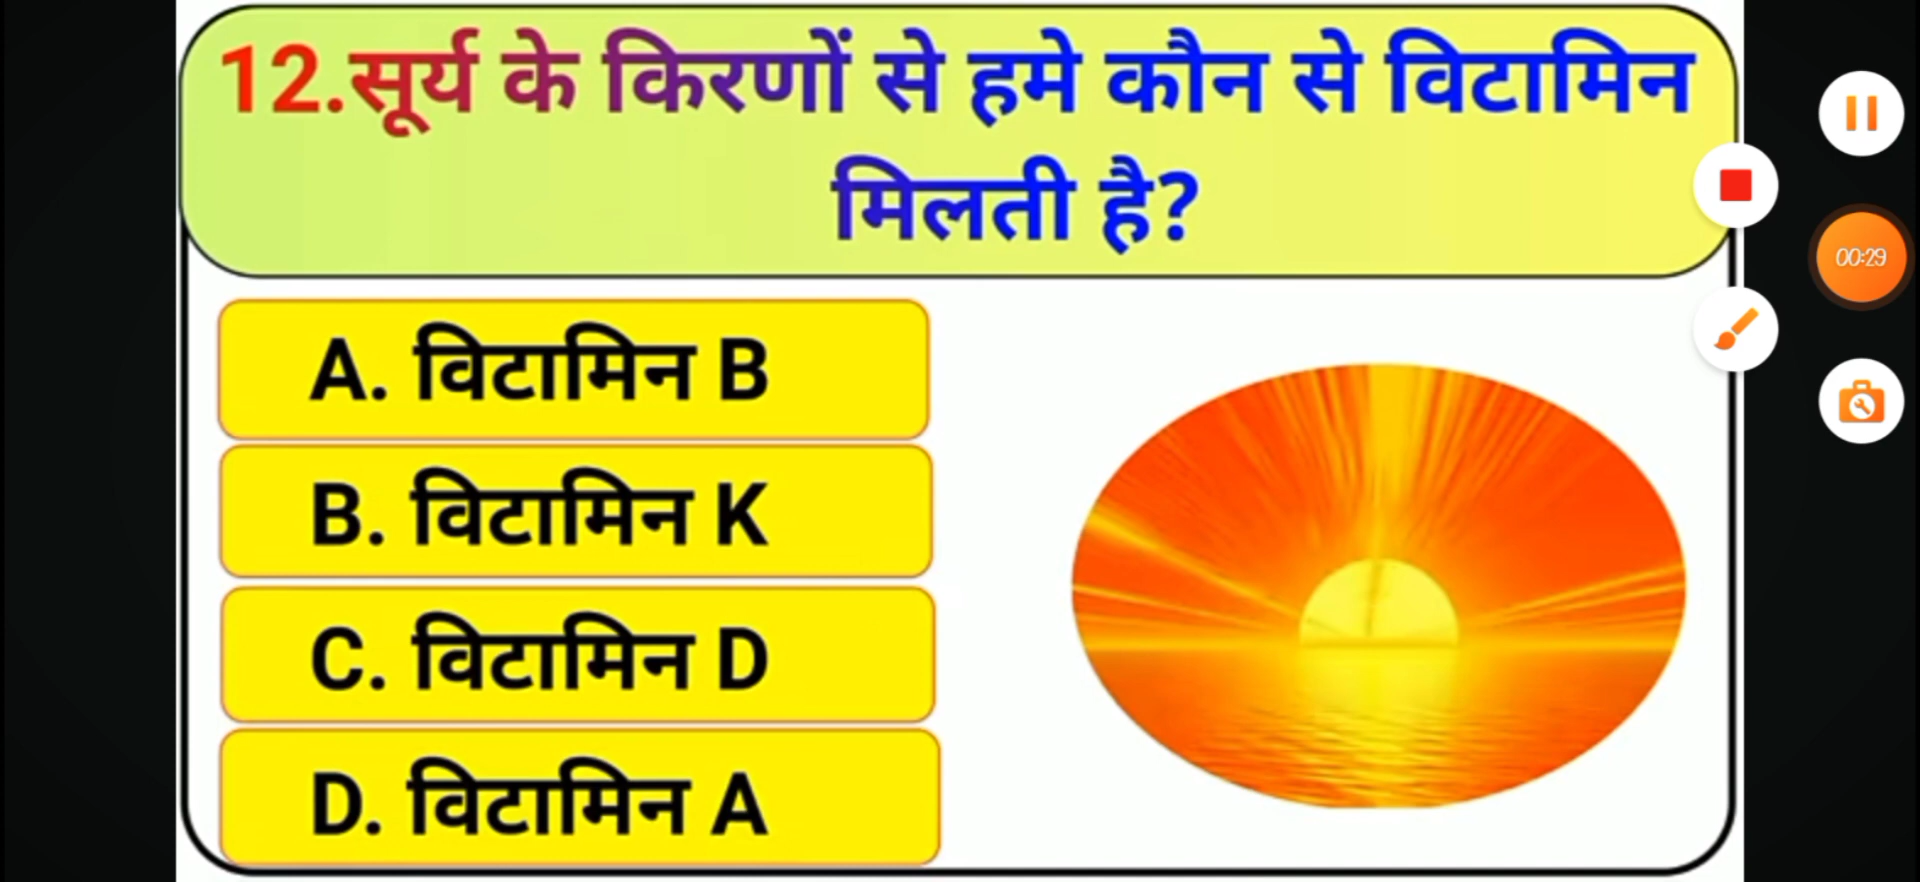 12.सूर्य के किरणों से हमे कौन से विटामिन
मिलती है?
A. विटामिन B
B. विटामिन K
C. विटामिन D
D. विटामिन A
00:29